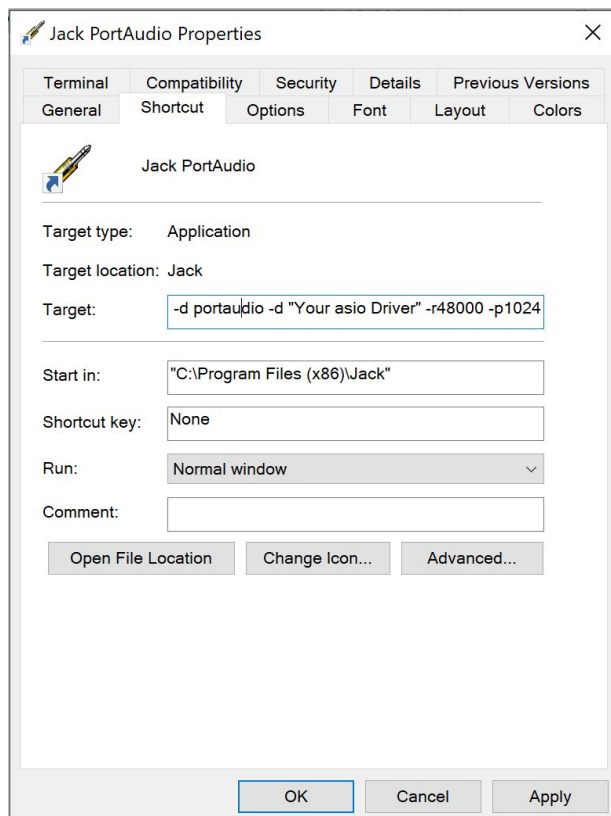 Jack PortAudio Properties
Terminal Compatibility Security Details Previous Versions
General Shortcut Options Font Layout Colors
Jack PortAudio
Target type: Application
Target location: Jack
Target: -d portaudio -d "Your asio Driver" -r48000 -p1024
Start in: "C:\Program Files (x86)\Jack"
Shortcut key: None
Run: Normal window
Comment:
Open File Location Change Icon... Advanced...
OK Cancel Apply